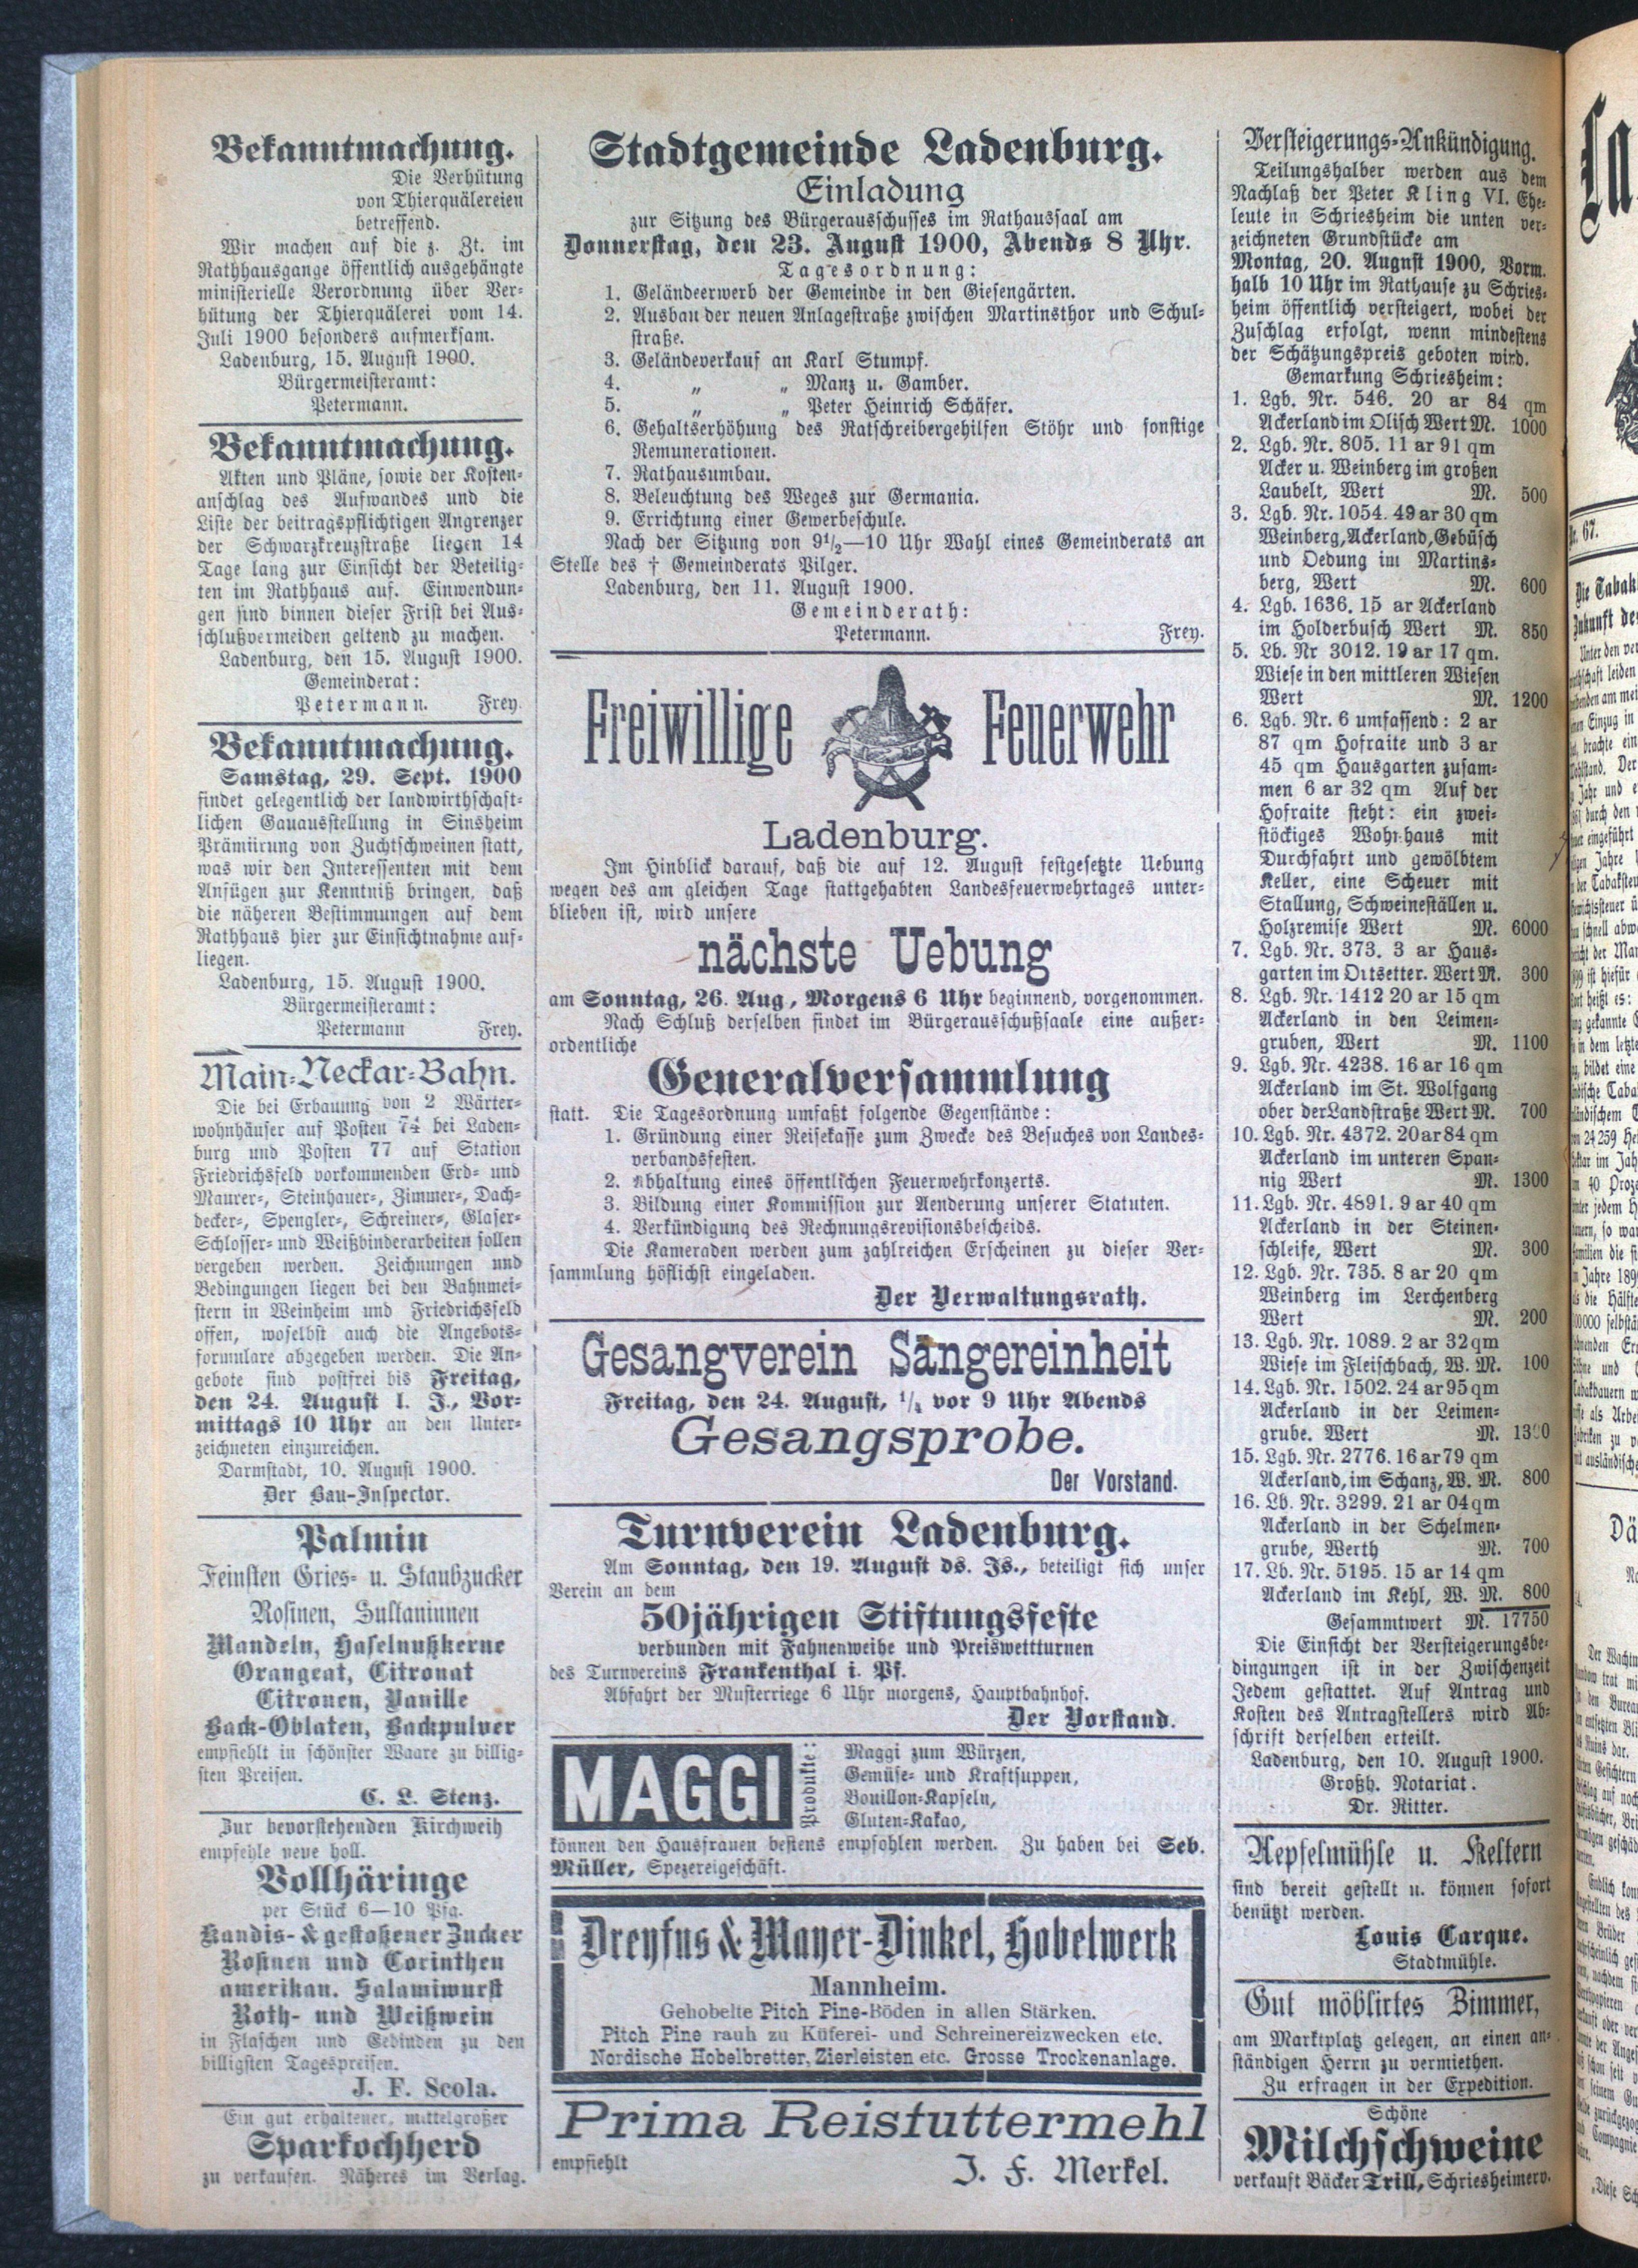 Bekanntmachung.
Die Verhütung
von Thierquälereien
betreffend.
Wir machen auf die z. Zt. im
Rathhausgange öffentlich ausgehängte
ministerielle Verordnung über Ver-
hütung der Thierquälerei vom 14.
Juli 1900 besonders aufmerksam.
Ladenburg, 15. August 1900.
Bürgermeisteramt:
Petermann.
Bekanntmachung.
Akten und Pläne, sowie der Kosten-
anschlag des Aufwandes und die
Liste der beitragspflichtigen Angrenzer
der Schwarzkreuzstraße liegen 14
Tage lang zur Einsicht der Beteilig-
ten im Rathhaus auf. Einwendun-
gen sind binnen dieser Frist bei Aus-
schlußvermeiden geltend zu machen.
Ladenburg, den 15. August 1900.
Gemeinderat:
Petermann. Frey.
Bekanntmachung.
Samstag, 29. Sept. 1900
findet gelegentlich der landwirthschaft-
lichen Gauausstellung in Sinsheim
Prämiirung von Zuchtschweinen statt,
was wir den Interessenten mit dem
Anfügen zur Kenntniß bringen, daß
die näheren Bestimmungen auf dem
Rathhaus hier zur Einsichtnahme auf-
liegen.
Ladenburg, 15. August 1900.
Bürgermeisteramt:
Petermann Frey.
Main-Neckar-Bahn.
Die bei Erbauung von 2 Wärter-
wohnhäuser auf Posten 74 bei Laden-
burg und Posten 77 auf Station
Friedrichsfeld vorkommenden Erd- und
Maurer-, Steinhauer-, Zimmer-, Dach-
decker-, Spengler-, Schreiner-, Glaser-
Schlosser- und Weißbinderarbeiten sollen
vergeben werden. Zeichnungen und
Bedingungen liegen bei den Bahnmei-
stern in Weinheim und Friedrichsfeld
offen, woselbst auch die Angebots-
formulare abgegeben werden. Die An-
gebote sind postfrei bis Freitag,
den 24. August l. J., Vor-
mittags 10 Uhr an den Unter-
zeichneten einzureichen.
Darmstadt, 10. August 1900.
Der Bau-Inspector.
Palmin
Feinsten Gries- u. Staubzucker
Rosinen, Sultaninnen
Mandeln, Haselnußkerne
Orangeat, Citronat
Citronen, Vanille
Back-Oblaten, Backpulver
empfiehlt in schönster Waare zu billig-
sten Preisen.
C. L. Stenz.
Zur bevorstehenden Kirchweih
empfehle neue holl.
Vollhäringe
per Stück 6—10 Pfg.
Kandis- & gestoßener Zucker
Rosinen und Corinthen
amerikan. Salamiwurst
Roth- und Weißwein
in Flaschen und Gebinden zu den
billigsten Tagespreisen.
J. F. Scola.
Ein gut erhaltener, mittelgroßer
Sparkochherd
zu verkaufen. Näheres im Verlag.
Stadtgemeinde Ladenburg.
Einladung
zur Sitzung des Bürgerausschusses im Rathaussaal am
Donnerstag, den 23. August 1900, Abends 8 Uhr.
Tagesordnung:
1. Geländeerwerb der Gemeinde in den Giesengärten.
2. Ausbau der neuen Anlagestraße zwischen Martinsthor und Schul-
straße.
3. Geländeverkauf an Karl Stumpf.
4. „ „ Manz u. Gamber.
5. „ „ Peter Heinrich Schäfer.
6. Gehaltserhöhung des Ratschreibergehilfen Stöhr und sonstige
Remunerationen.
7. Rathausumbau.
8. Beleuchtung des Weges zur Germania.
9. Errichtung einer Gewerbeschule.
Nach der Sitzung von 9½—10 Uhr Wahl eines Gemeinderats an
Stelle des † Gemeinderats Pilger.
Ladenburg, den 11. August 1900.
Gemeinderath:
Petermann. Frey.
Freiwillige Feuerwehr
Ladenburg.
Im Hinblick darauf, daß die auf 12. August festgesetzte Uebung
wegen des am gleichen Tage stattgehabten Landesfeuerwehrtages unter-
blieben ist, wird unsere
nächste Uebung
am Sonntag, 26. Aug., Morgens 6 Uhr beginnend, vorgenommen.
Nach Schluß derselben findet im Bürgerausschußsaale eine außer-
ordentliche
Generalversammlung
statt. Die Tagesordnung umfaßt folgende Gegenstände:
1. Gründung einer Reisekasse zum Zwecke des Besuches von Landes-
verbandsfesten.
2. Abhaltung eines öffentlichen Feuerwehrkonzerts.
3. Bildung einer Kommission zur Aenderung unserer Statuten.
4. Verkündigung des Rechnungsrevisionsbescheids.
Die Kameraden werden zum zahlreichen Erscheinen zu dieser Ver-
sammlung höflichst eingeladen.
Der Verwaltungsrath.
Gesangverein Sängereinheit
Freitag, den 24. August, ¼ vor 9 Uhr Abends
Gesangsprobe.
Der Vorstand.
Turnverein Ladenburg.
Am Sonntag, den 19. August ds. Js., beteiligt sich unser
Verein an dem
50jährigen Stiftungsfeste
verbunden mit Fahnenweihe und Preiswettturnen
des Turnvereins Frankenthal i. Pf.
Abfahrt der Musterriege 6 Uhr morgens, Hauptbahnhof.
Der Vorstand.
MAGGI
Produkte:
Maggi zum Würzen,
Gemüse- und Kraftsuppen,
Bouillon-Kapseln,
Gluten-Kakao,
können den Hausfrauen bestens empfohlen werden. Zu haben bei Seb.
Müller, Spezereigeschäft.
Dreyfus & Mayer-Dinkel, Hobelwerk
Mannheim.
Gehobelte Pitch Pine-Böden in allen Stärken.
Pitch Pine rauh zu Küferei- und Schreinereizwecken etc.
Nordische Hobelbretter, Zierleisten etc. Grosse Trockenanlage.
Prima Reisfuttermehl
empfiehlt J. F. Merkel.
Versteigerungs-Ankündigung.
Teilungshalber werden aus dem
Nachlaß der Peter Kling VI. Ehe-
leute in Schriesheim die unten ver-
zeichneten Grundstücke am
Montag, 20. August 1900, Vorm.
halb 10 Uhr im Rathause zu Schries-
heim öffentlich versteigert, wobei der
Zuschlag erfolgt, wenn mindestens
der Schätzungspreis geboten wird.
Gemarkung Schriesheim:
1. Lgb. Nr. 546. 20 ar 84 qm
Ackerland im Olisch Wert M. 1000
2. Lgb. Nr. 805. 11 ar 91 qm
Acker u. Weinberg im großen
Laubelt, Wert M. 500
3. Lgb. Nr. 1054. 49 ar 30 qm
Weinberg, Ackerland, Gebüsch
und Oedung im Martins-
berg, Wert M. 600
4. Lgb. 1636. 15 ar Ackerland
im Holderbusch Wert M. 850
5. Lb. Nr 3012. 19 ar 17 qm.
Wiese in den mittleren Wiesen
Wert M. 1200
6. Lgb. Nr. 6 umfassend: 2 ar
87 qm Hofraite und 3 ar
45 qm Hausgarten zusam-
men 6 ar 32 qm Auf der
Hofraite steht: ein zwei-
stöckiges Wohnhaus mit
Durchfahrt und gewölbtem
Keller, eine Scheuer mit
Stallung, Schweineställen u.
Holzremise Wert M. 6000
7. Lgb. Nr. 373. 3 ar Haus-
garten im Ortsetter. Wert M. 300
8. Lgb. Nr. 1412 20 ar 15 qm
Ackerland in den Leimen-
gruben, Wert M. 1100
9. Lgb. Nr. 4238. 16 ar 16 qm
Ackerland im St. Wolfgang
ober der Landstraße Wert M. 700
10. Lgb. Nr. 4372. 20 ar 84 qm
Ackerland im unteren Span-
nig Wert M. 1300
11. Lgb. Nr. 4891. 9 ar 40 qm
Ackerland in der Steinen-
schleife, Wert M. 300
12. Lgb. Nr. 735. 8 ar 20 qm
Weinberg im Lerchenberg
Wert M. 200
13. Lgb. Nr. 1089. 2 ar 32 qm
Wiese im Fleischbach, W. M. 100
14. Lgb. Nr. 1502. 24 ar 95 qm
Ackerland in der Leimen-
grube. Wert M. 1300
15. Lgb. Nr. 2776. 16 ar 79 qm
Ackerland, im Schanz, W. M. 800
16. Lb. Nr. 3299. 21 ar 04 qm
Ackerland in der Schelmen-
grube, Werth M. 700
17. Lb. Nr. 5195. 15 ar 14 qm
Ackerland im Kehl, W. M. 800
Gesammtwert M. 17750
Die Einsicht der Versteigerungsbe-
dingungen ist in der Zwischenzeit
Jedem gestattet. Auf Antrag und
Kosten des Antragstellers wird Ab-
schrift derselben erteilt.
Ladenburg, den 10. August 1900.
Großh. Notariat.
Dr. Ritter.
Aepfelmühle u. Keltern
sind bereit gestellt u. können sofort
benützt werden.
Louis Carque.
Stadtmühle.
Gut möblirtes Zimmer,
am Marktplatz gelegen, an einen an-
ständigen Herrn zu vermiethen.
Zu erfragen in der Expedition.
Schöne
Milchschweine
verkauft Bäcker Trill, Schriesheimerv.
La
Nr. 67.
Die Tabak
Zukunft de